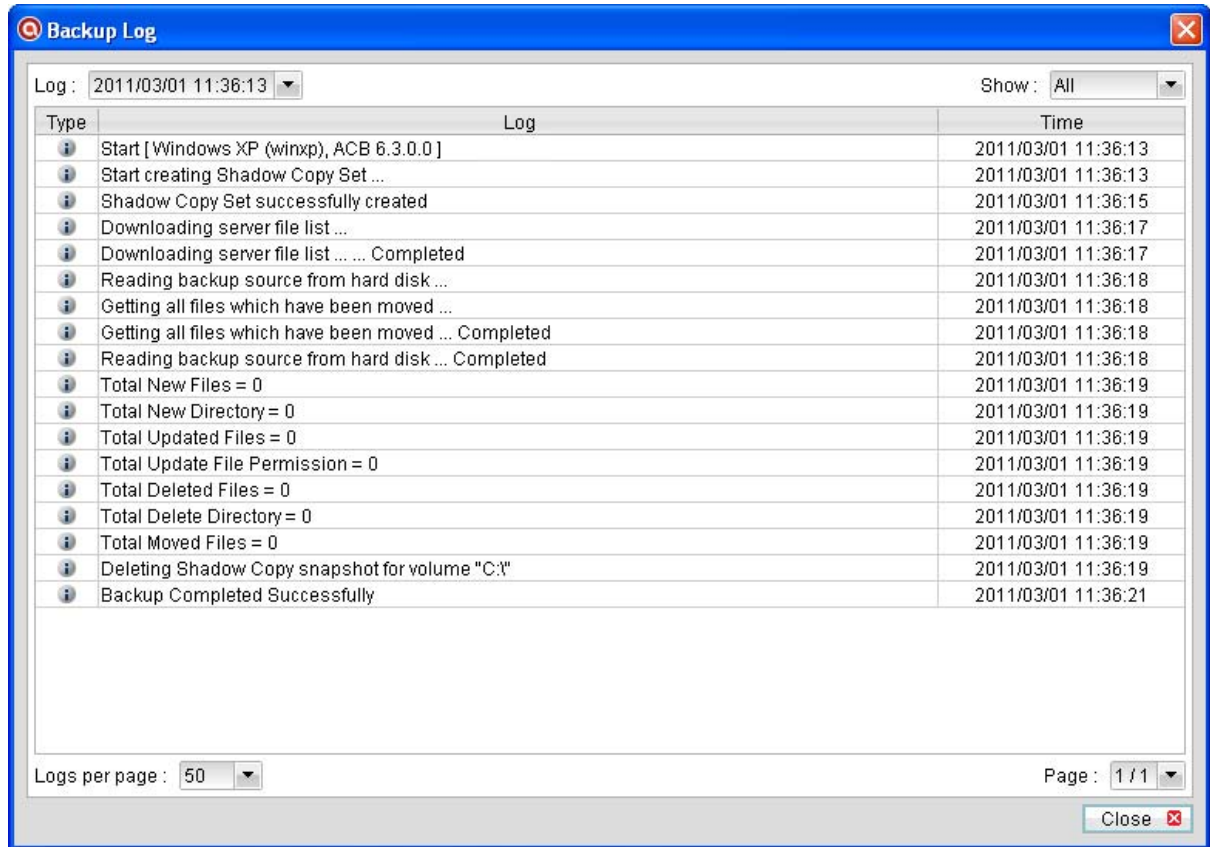 Backup Log
Log : 2011/03/01 11:36:13 Show : All
Type Log Time
Start [ Windows XP (winxp), ACB 6.3.0.0 ] 2011/03/01 11:36:13
Start creating Shadow Copy Set ... 2011/03/01 11:36:13
Shadow Copy Set successfully created 2011/03/01 11:36:15
Downloading server file list ... 2011/03/01 11:36:17
Downloading server file list ... ... Completed 2011/03/01 11:36:17
Reading backup source from hard disk ... 2011/03/01 11:36:18
Getting all files which have been moved ... 2011/03/01 11:36:18
Getting all files which have been moved ... Completed 2011/03/01 11:36:18
Reading backup source from hard disk ... Completed 2011/03/01 11:36:18
Total New Files = 0 2011/03/01 11:36:19
Total New Directory = 0 2011/03/01 11:36:19
Total Updated Files = 0 2011/03/01 11:36:19
Total Update File Permission = 0 2011/03/01 11:36:19
Total Deleted Files = 0 2011/03/01 11:36:19
Total Delete Directory = 0 2011/03/01 11:36:19
Total Moved Files = 0 2011/03/01 11:36:19
Deleting Shadow Copy snapshot for volume "C:\" 2011/03/01 11:36:19
Backup Completed Successfully 2011/03/01 11:36:21
Logs per page : 50 Page : 1 / 1
Close